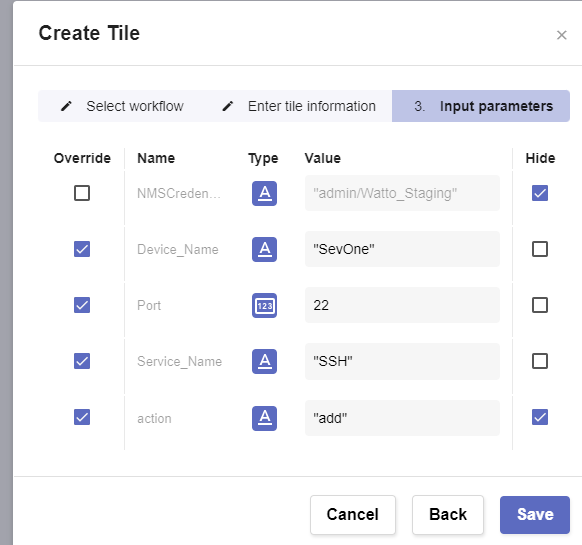 Create Tile
×
Select workflow Enter tile information 3. Input parameters
Override Name Type Value Hide
NMSCreden... A "admin/Watto_Staging"
Device_Name A "SevOne"
Port 123 22
Service_Name A "SSH"
action A "add"
Cancel Back Save